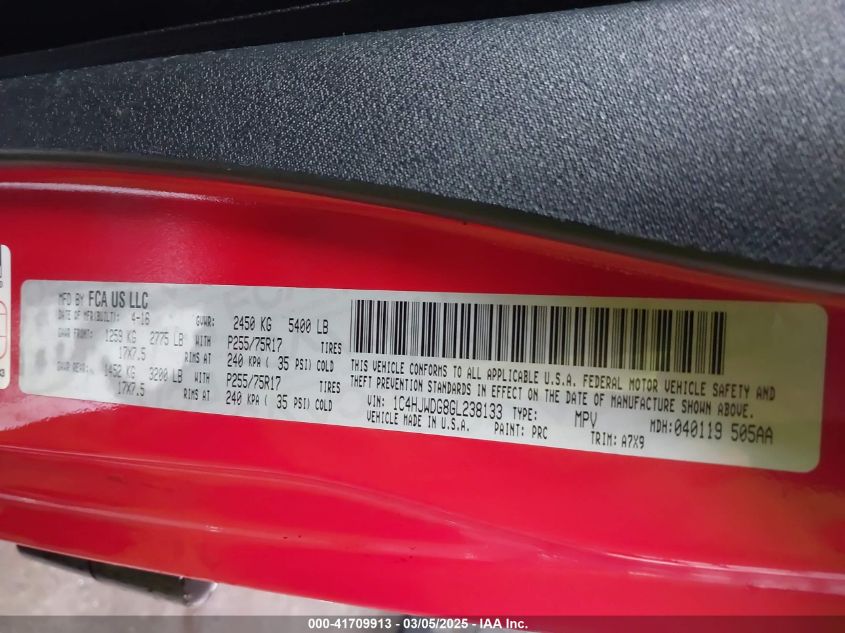 MFD BY FCA US LLC
DATE OF MFR(BUILT): 4-16 GVWR: 2450 KG 5400 LB
GAWR FRONT: 1259 KG 2775 LB WITH P255/75R17 TIRES
17X7.5 RIMS AT 240 KPA ( 35 PSI) COLD
GAWR REAR: 1452 KG 3200 LB WITH P255/75R17 TIRES
17X7.5 RIMS AT 240 KPA ( 35 PSI) COLD
THIS VEHICLE CONFORMS TO ALL APPLICABLE U.S.A. FEDERAL MOTOR VEHICLE SAFETY AND
THEFT PREVENTION STANDARDS IN EFFECT ON THE DATE OF MANUFACTURE SHOWN ABOVE.
VIN: 1C4HJWDG8GL238133 TYPE: MPV MDH: 040119 505AA
VEHICLE MADE IN U.S.A. PAINT: PRC TRIM: A7X9
000-41709913 - 03/05/2025 - IAA Inc.